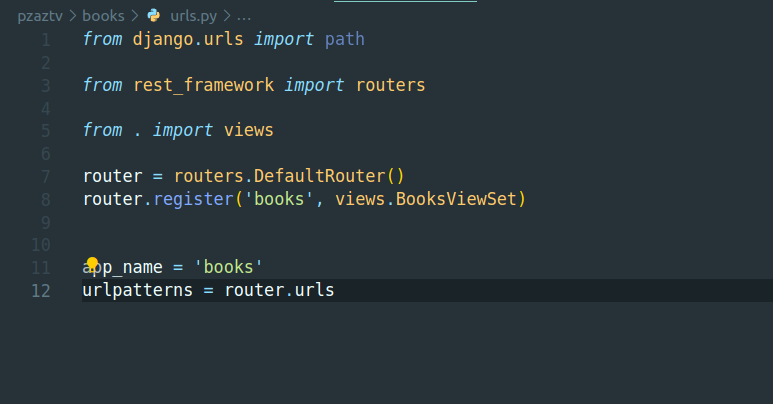 pzaztv > books > urls.py > ...
1 from django.urls import path
2
3 from rest_framework import routers
4
5 from . import views
6
7 router = routers.DefaultRouter()
8 router.register('books', views.BooksViewSet)
9
10
11 app_name = 'books'
12 urlpatterns = router.urls